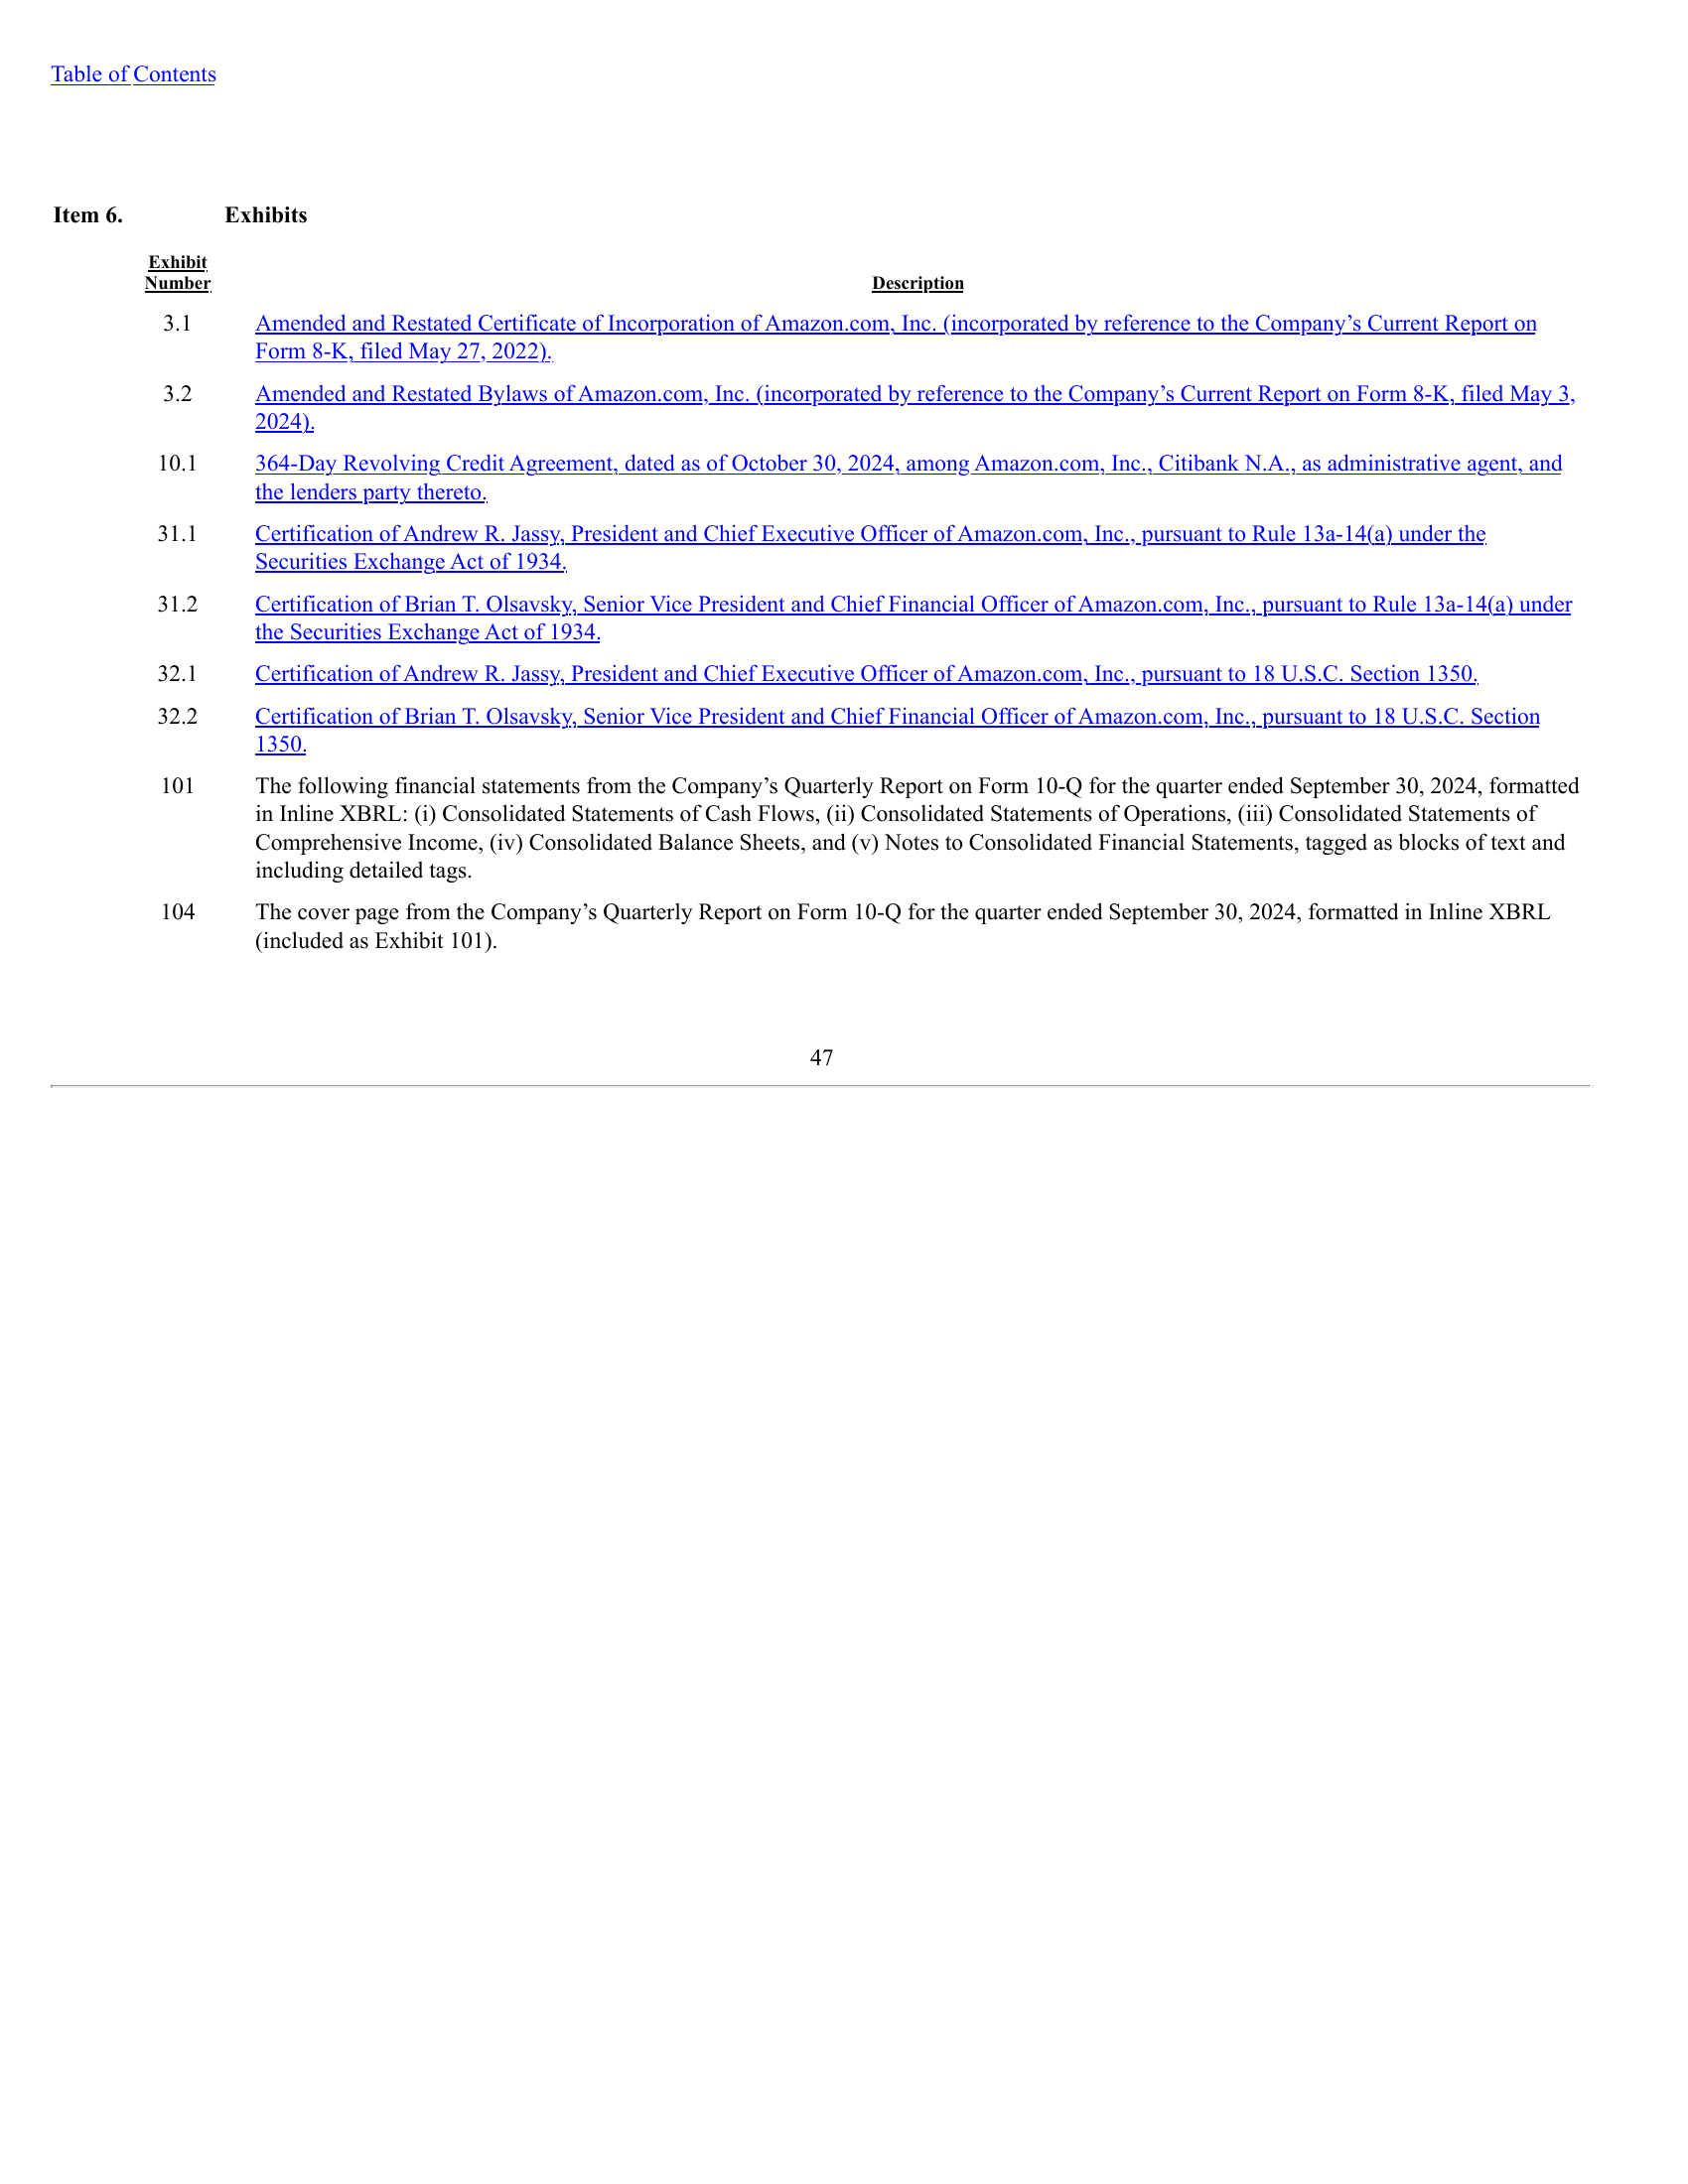 Table of Contents
Item 6. Exhibits
Exhibit
Number Description
3.1 Amended and Restated Certificate of Incorporation of Amazon.com, Inc. (incorporated by reference to the Company’s Current Report on
Form 8-K, filed May 27, 2022).
3.2 Amended and Restated Bylaws of Amazon.com, Inc. (incorporated by reference to the Company’s Current Report on Form 8-K, filed May 3,
2024).
10.1 364-Day Revolving Credit Agreement, dated as of October 30, 2024, among Amazon.com, Inc., Citibank N.A., as administrative agent, and
the lenders party thereto.
31.1 Certification of Andrew R. Jassy, President and Chief Executive Officer of Amazon.com, Inc., pursuant to Rule 13a-14(a) under the
Securities Exchange Act of 1934.
31.2 Certification of Brian T. Olsavsky, Senior Vice President and Chief Financial Officer of Amazon.com, Inc., pursuant to Rule 13a-14(a) under
the Securities Exchange Act of 1934.
32.1 Certification of Andrew R. Jassy, President and Chief Executive Officer of Amazon.com, Inc., pursuant to 18 U.S.C. Section 1350.
32.2 Certification of Brian T. Olsavsky, Senior Vice President and Chief Financial Officer of Amazon.com, Inc., pursuant to 18 U.S.C. Section
1350.
101 The following financial statements from the Company’s Quarterly Report on Form 10-Q for the quarter ended September 30, 2024, formatted
in Inline XBRL: (i) Consolidated Statements of Cash Flows, (ii) Consolidated Statements of Operations, (iii) Consolidated Statements of
Comprehensive Income, (iv) Consolidated Balance Sheets, and (v) Notes to Consolidated Financial Statements, tagged as blocks of text and
including detailed tags.
104 The cover page from the Company’s Quarterly Report on Form 10-Q for the quarter ended September 30, 2024, formatted in Inline XBRL
(included as Exhibit 101).
47